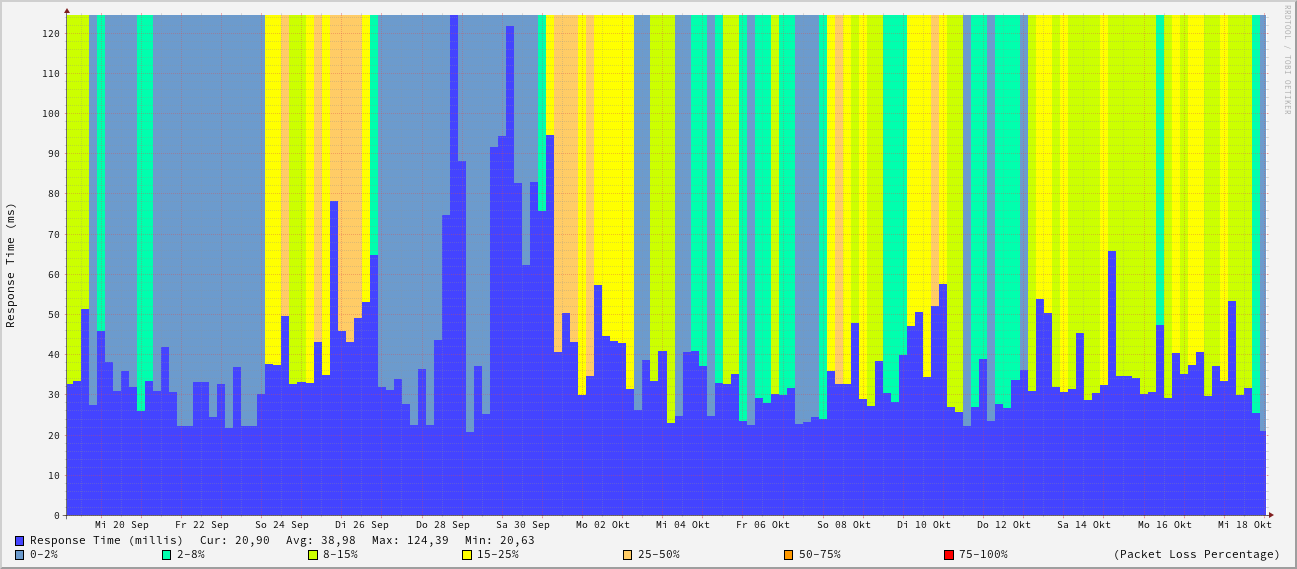 RRDTOOL / TOBI OETIKER
Response Time (ms)
120
110
100
90
80
70
60
50
40
30
20
10
0
Mi 20 Sep Fr 22 Sep So 24 Sep Di 26 Sep Do 28 Sep Sa 30 Sep Mo 02 Okt Mi 04 Okt Fr 06 Okt So 08 Okt Di 10 Okt Do 12 Okt Sa 14 Okt Mo 16 Okt Mi 18 Okt
Response Time (millis) Cur: 20,90 Avg: 38,98 Max: 124,39 Min: 20,63
0-2% 2-8% 8-15% 15-25% 25-50% 50-75% 75-100% (Packet Loss Percentage)